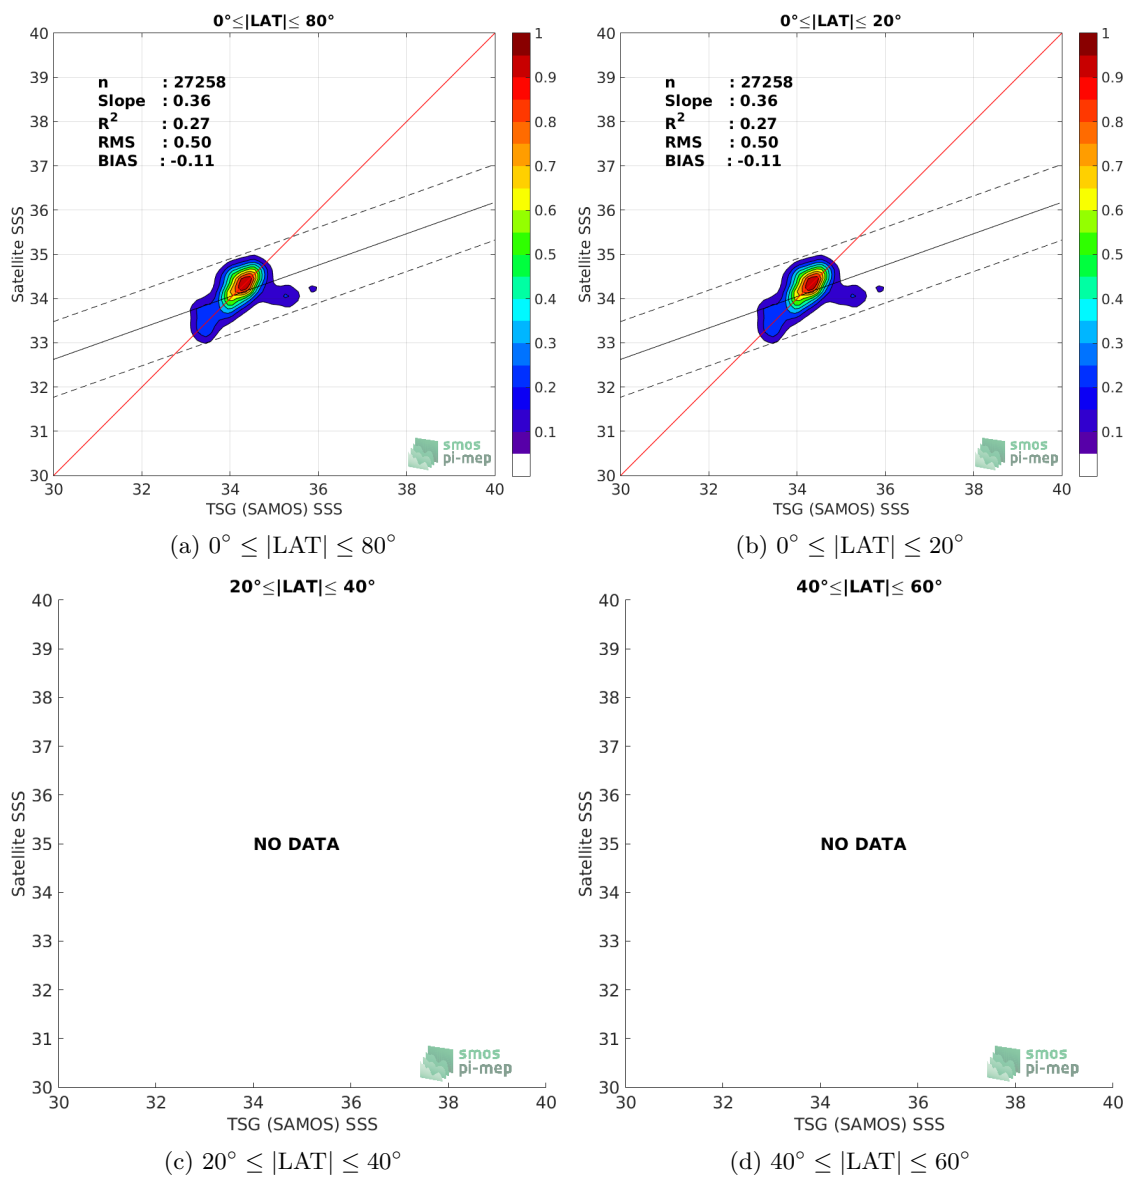 0°≤|LAT|≤ 80°
40
39
38
37
36
35
34
33
32
31
30
Satellite SSS
n : 27258
Slope : 0.36
R² : 0.27
RMS : 0.50
BIAS : -0.11
1
0.9
0.8
0.7
0.6
0.5
0.4
0.3
0.2
0.1
smos
pi-mep
30 32 34 36 38 40
TSG (SAMOS) SSS
(a) 0° ≤ |LAT| ≤ 80°
0°≤|LAT|≤ 20°
40
39
38
37
36
35
34
33
32
31
30
Satellite SSS
n : 27258
Slope : 0.36
R² : 0.27
RMS : 0.50
BIAS : -0.11
1
0.9
0.8
0.7
0.6
0.5
0.4
0.3
0.2
0.1
smos
pi-mep
30 32 34 36 38 40
TSG (SAMOS) SSS
(b) 0° ≤ |LAT| ≤ 20°
20°≤|LAT|≤ 40°
40
39
38
37
36
35
34
33
32
31
30
Satellite SSS
NO DATA
smos
pi-mep
30 32 34 36 38 40
TSG (SAMOS) SSS
(c) 20° ≤ |LAT| ≤ 40°
40°≤|LAT|≤ 60°
40
39
38
37
36
35
34
33
32
31
30
Satellite SSS
NO DATA
smos
pi-mep
30 32 34 36 38 40
TSG (SAMOS) SSS
(d) 40° ≤ |LAT| ≤ 60°